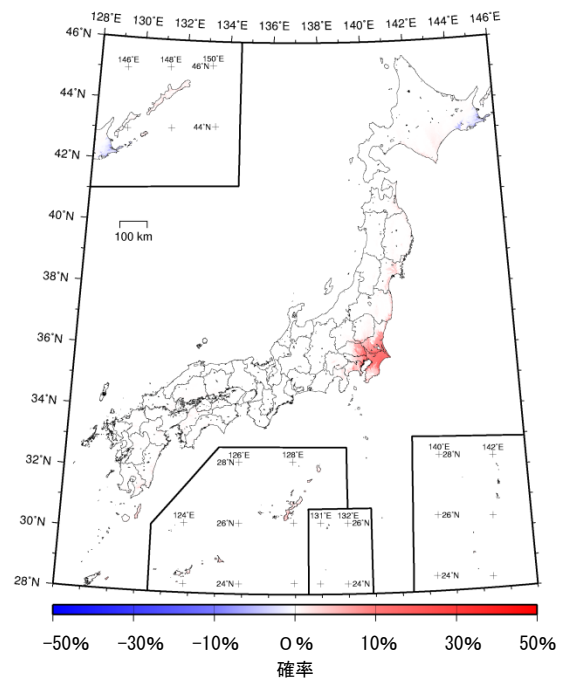 128°E 130°E 132°E 134°E 136°E 138°E 140°E 142°E 144°E 146°E
46°N
146°E 148°E 150°E
46°N
44°N
44°N
42°N
40°N
100 km
38°N
36°N
34°N
32°N
126°E 128°E
28°N
140°E 142°E
28°N
30°N
124°E
26°N
131°E 132°E
26°N
26°N
28°N
24°N
24°N
24°N
-50% -30% -10% 0% 10% 30% 50%
確率